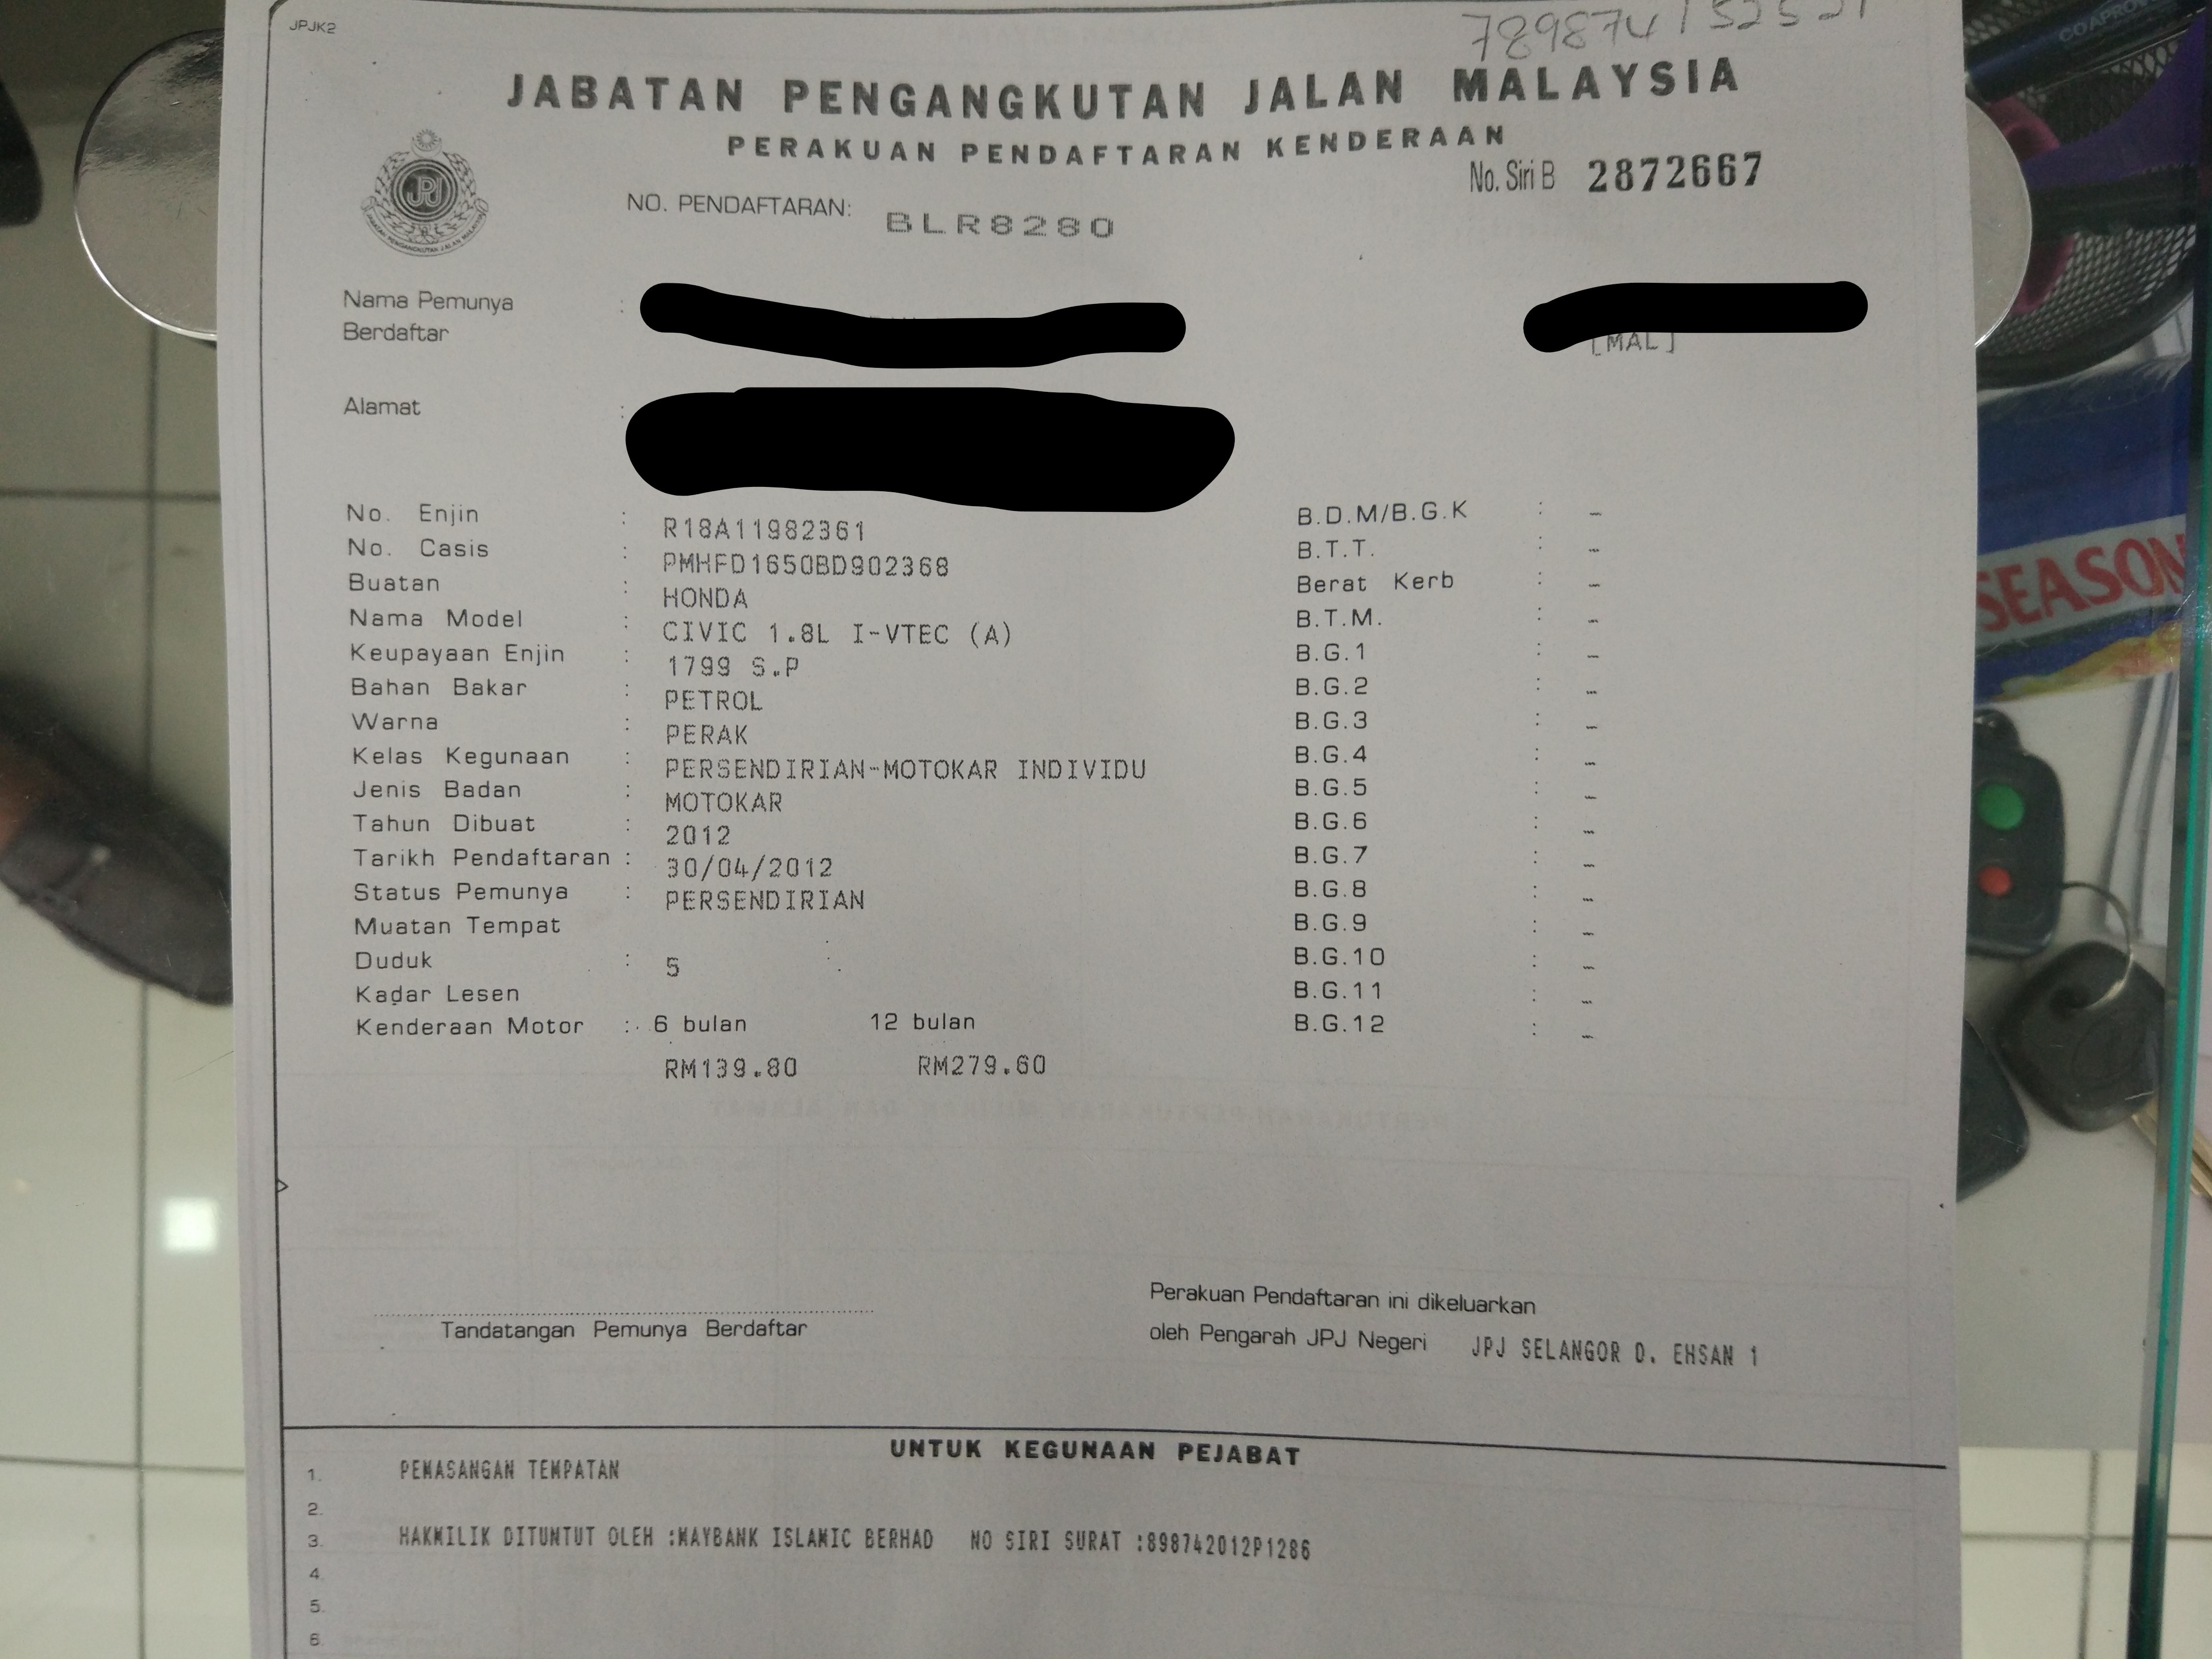 JPJK2
JABATAN PENGANGKUTAN JALAN MALAYSIA
PERAKUAN PENDAFTARAN KENDERAAN
No. Siri B 2872667
NO. PENDAFTARAN: BLR8280
JPJ
JABATAN PENGANGKUTAN JALAN MALAYSIA
Nama Pemunya
Berdaftar :
[MAL]
Alamat :
No. Enjin : R18A11982361
No. Casis : PMHFD1650BD902368
Buatan : HONDA
Nama Model : CIVIC 1.8L I-VTEC (A)
Keupayaan Enjin : 1799 S.P
Bahan Bakar : PETROL
Warna : PERAK
Kelas Kegunaan : PERSENDIRIAN-MOTOKAR INDIVIDU
Jenis Badan : MOTOKAR
Tahun Dibuat : 2012
Tarikh Pendaftaran : 30/04/2012
Status Pemunya : PERSENDIRIAN
Muatan Tempat
Duduk : 5
Kadar Lesen
Kenderaan Motor : 6 bulan 12 bulan
RM139.80 RM279.60
B.D.M/B.G.K : -
B.T.T. : -
Berat Kerb : -
B.T.M. : -
B.G.1 : -
B.G.2 : -
B.G.3 : -
B.G.4 : -
B.G.5 : -
B.G.6 : -
B.G.7 : -
B.G.8 : -
B.G.9 : -
B.G.10 : -
B.G.11 : -
B.G.12 : -
Tandatangan Pemunya Berdaftar
Perakuan Pendaftaran ini dikeluarkan
oleh Pengarah JPJ Negeri JPJ SELANGOR D. EHSAN 1
UNTUK KEGUNAAN PEJABAT
1. PEMASANGAN TEMPATAN
2.
3. HAKMILIK DITUNTUT OLEH :MAYBANK ISLAMIC BERHAD NO SIRI SURAT :898742012P1286
4.
5.
6.
SEASON